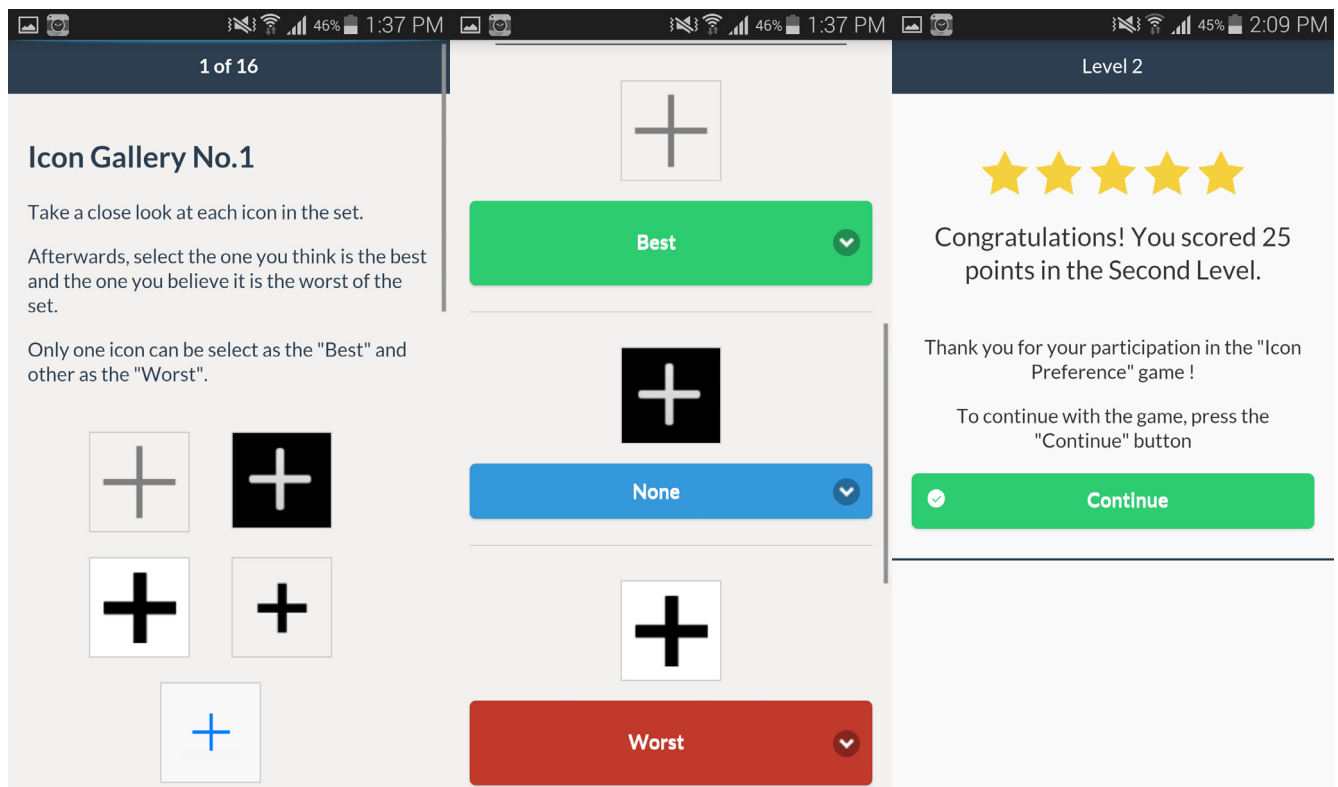 46% 1:37 PM
1 of 16
Icon Gallery No.1
Take a close look at each icon in the set.
Afterwards, select the one you think is the best
and the one you believe it is the worst of the
set.
Only one icon can be select as the "Best" and
other as the "Worst".
46% 1:37 PM
Best
None
Worst
45% 2:09 PM
Level 2
Congratulations! You scored 25
points in the Second Level.
Thank you for your participation in the "Icon
Preference" game !
To continue with the game, press the
"Continue" button
Continue